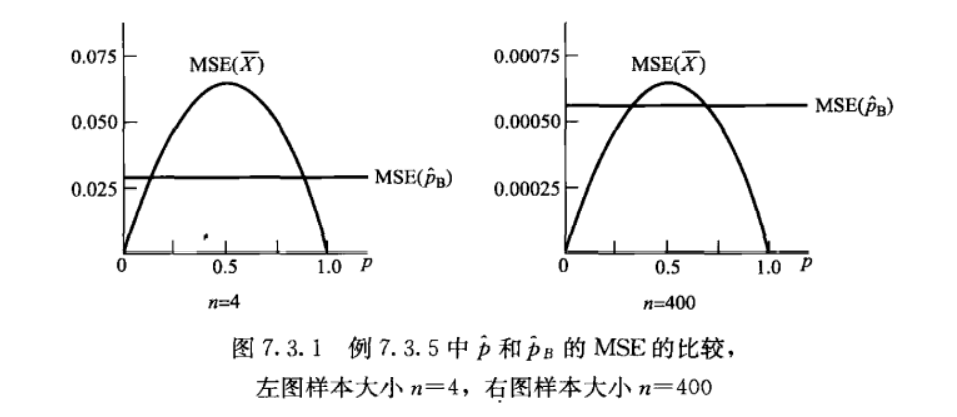 0.075
MSE(X̄)
0.050
0.025
MSE(p̂_B)
0 0.5 1.0 p
n=4
0.00075
MSE(X̄)
0.00050
MSE(p̂_B)
0.00025
0 0.5 1.0 p
n=400
图 7.3.1 例 7.3.5 中 p̂ 和 p̂_B 的 MSE 的比较，
左图样本大小 n=4，右图样本大小 n=400